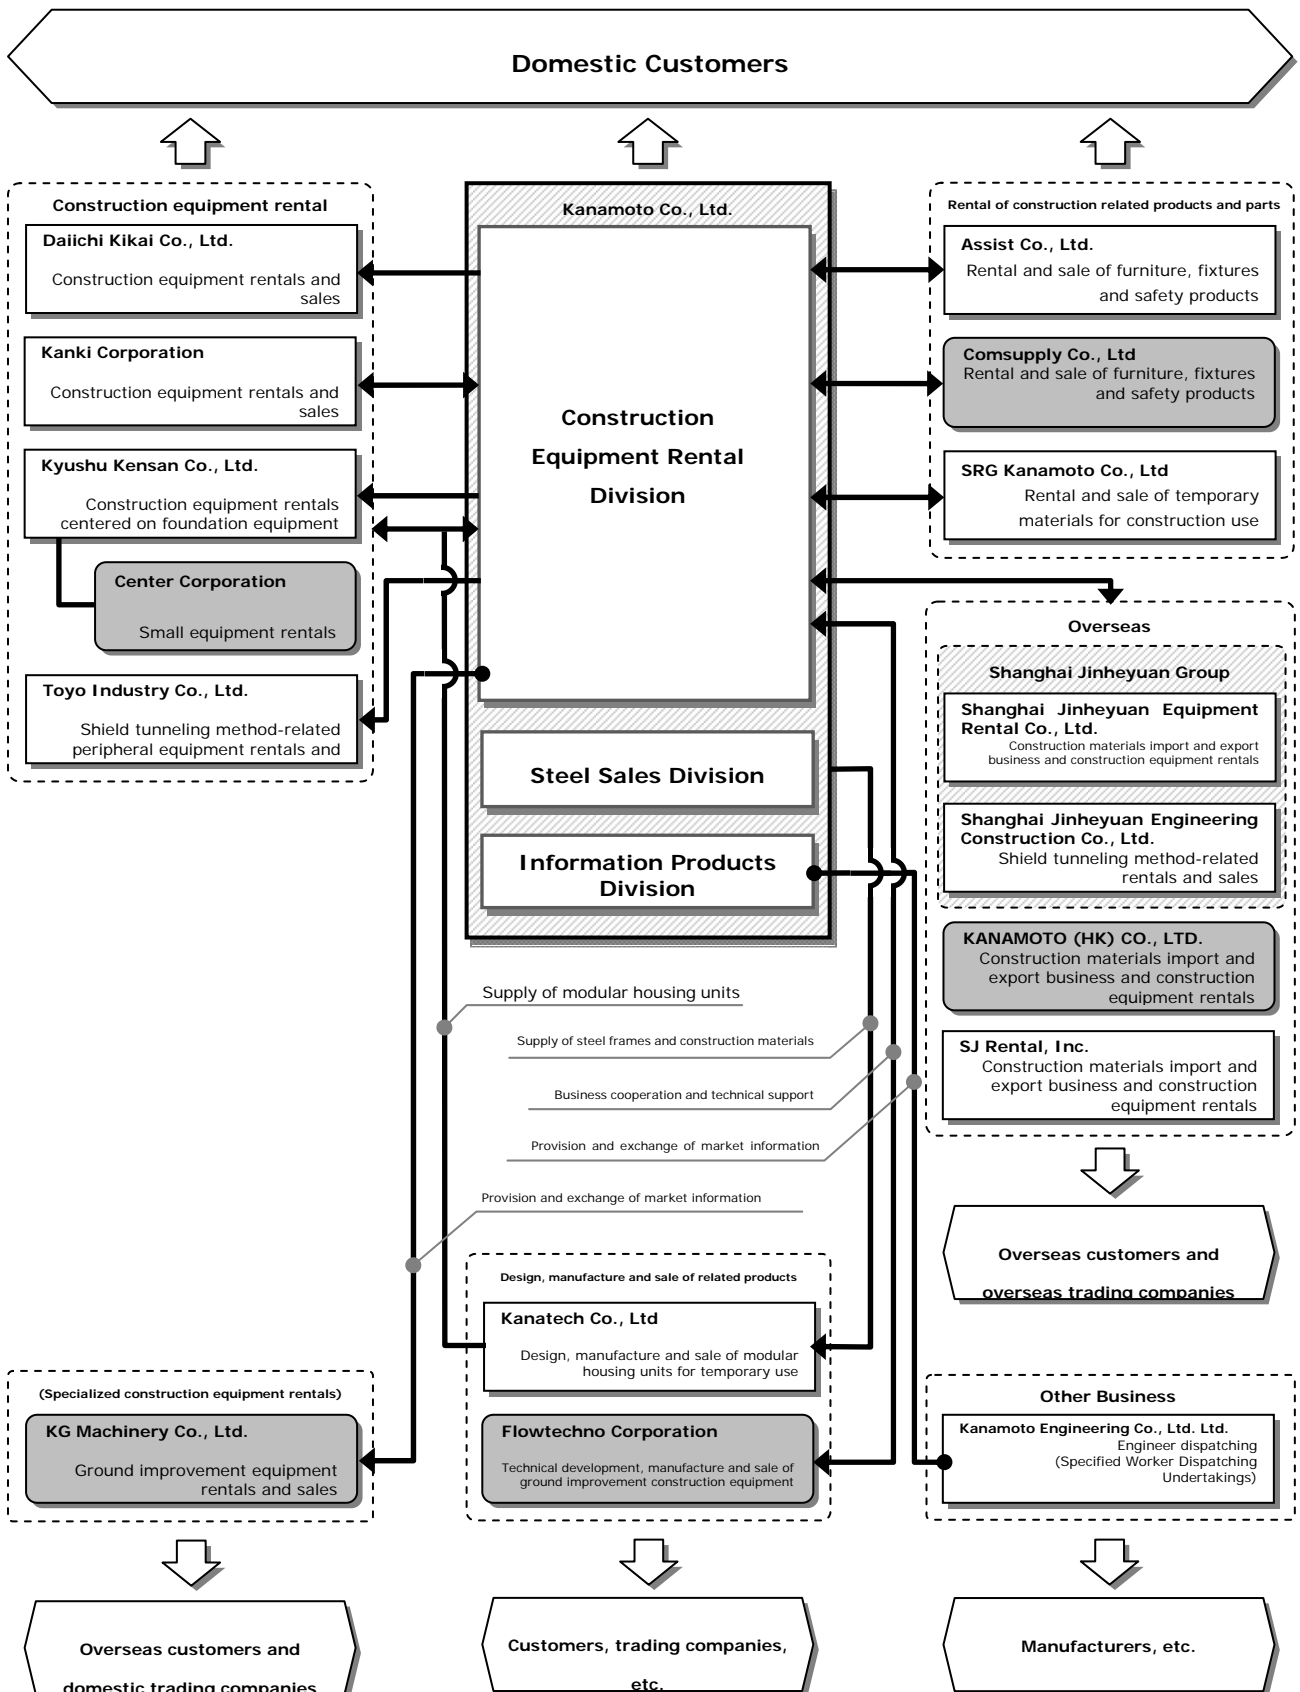 Domestic Customers
Construction equipment rental
Daiichi Kikai Co., Ltd.
Construction equipment rentals and
sales
Kanki Corporation
Construction equipment rentals and
sales
Kyushu Kensan Co., Ltd.
Construction equipment rentals
centered on foundation equipment
Center Corporation
Small equipment rentals
Toyo Industry Co., Ltd.
Shield tunneling method-related
peripheral equipment rentals and
Kanamoto Co., Ltd.
Construction
Equipment Rental
Division
Steel Sales Division
Information Products
Division
Rental of construction related products and parts
Assist Co., Ltd.
Rental and sale of furniture, fixtures
and safety products
Comsupply Co., Ltd
Rental and sale of furniture, fixtures
and safety products
SRG Kanamoto Co., Ltd
Rental and sale of temporary
materials for construction use
Overseas
Shanghai Jinheyuan Group
Shanghai Jinheyuan Equipment
Rental Co., Ltd.
Construction materials import and export
business and construction equipment rentals
Shanghai Jinheyuan Engineering
Construction Co., Ltd.
Shield tunneling method-related
rentals and sales
KANAMOTO (HK) CO., LTD.
Construction materials import and
export business and construction
equipment rentals
SJ Rental, Inc.
Construction materials import and
export business and construction
equipment rentals
Overseas customers and
overseas trading companies
Supply of modular housing units
Supply of steel frames and construction materials
Business cooperation and technical support
Provision and exchange of market information
Provision and exchange of market information
Design, manufacture and sale of related products
Kanatech Co., Ltd
Design, manufacture and sale of modular
housing units for temporary use
Flowtechno Corporation
Technical development, manufacture and sale of
ground improvement construction equipment
(Specialized construction equipment rentals)
KG Machinery Co., Ltd.
Ground improvement equipment
rentals and sales
Other Business
Kanamoto Engineering Co., Ltd. Ltd.
Engineer dispatching
(Specified Worker Dispatching
Undertakings)
Overseas customers and
domestic trading companies
Customers, trading companies,
etc.
Manufacturers, etc.